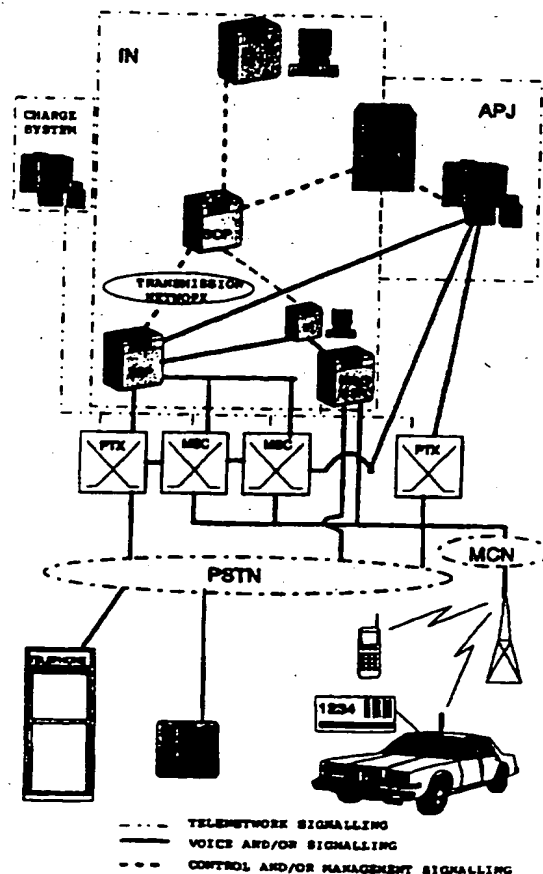 IN
CHARGE
SYSTEM
APJ
SCP
TRANSMISSION
NETWORK
PTX
MSC
MSC
PTX
MCN
PSTN
TELEPHONE
1234
TELENETWORK SIGNALLING
VOICE AND/OR SIGNALLING
CONTROL AND/OR MANAGEMENT SIGNALLING